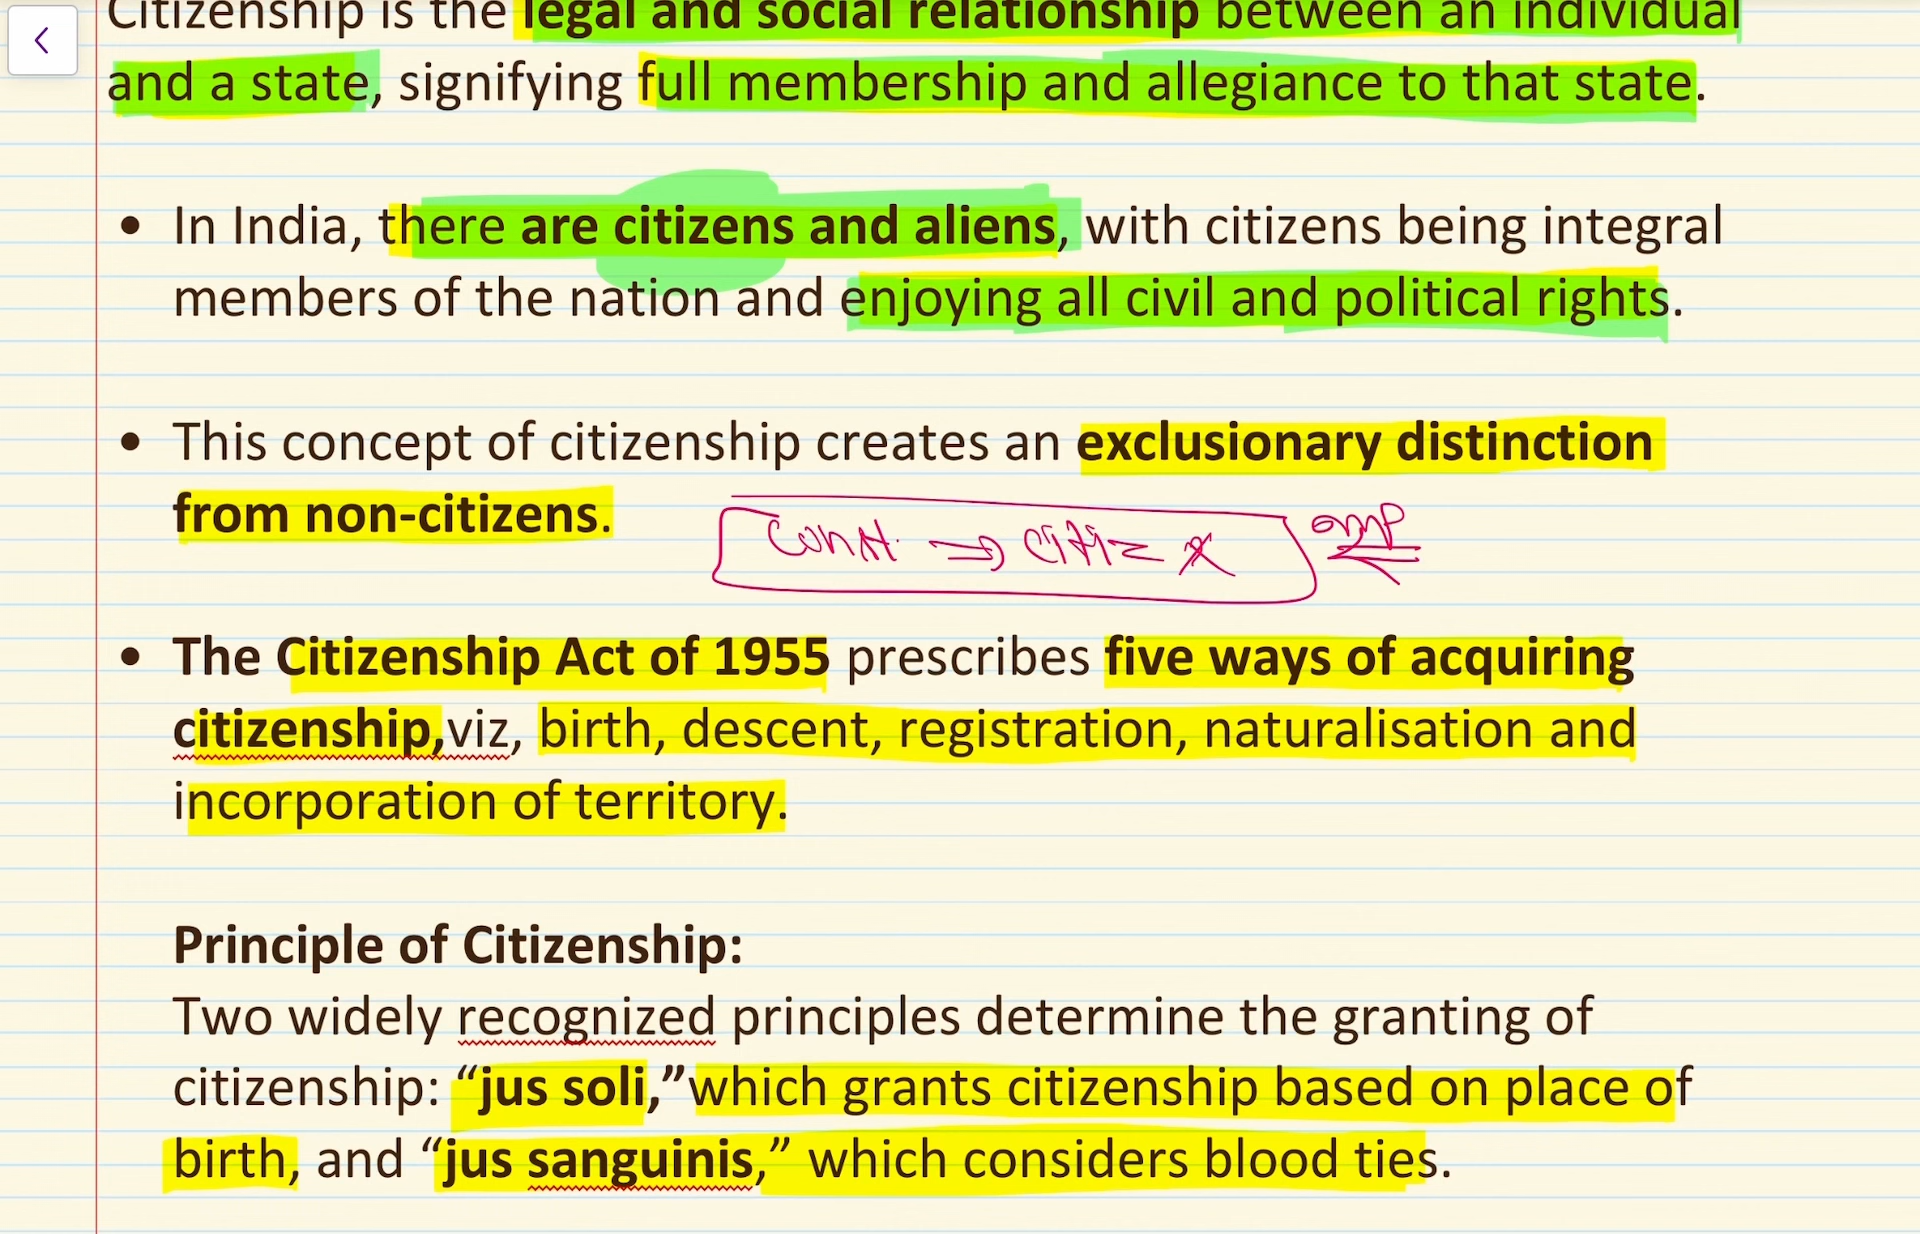 Citizenship is the legal and social relationship between an individual
and a state, signifying full membership and allegiance to that state.
• In India, there are citizens and aliens, with citizens being integral
members of the nation and enjoying all civil and political rights.
• This concept of citizenship creates an exclusionary distinction
from non-citizens.
Const. → citiz x imp
• The Citizenship Act of 1955 prescribes five ways of acquiring
citizenship,viz, birth, descent, registration, naturalisation and
incorporation of territory.
Principle of Citizenship:
Two widely recognized principles determine the granting of
citizenship: “jus soli,”which grants citizenship based on place of
birth, and “jus sanguinis,” which considers blood ties.